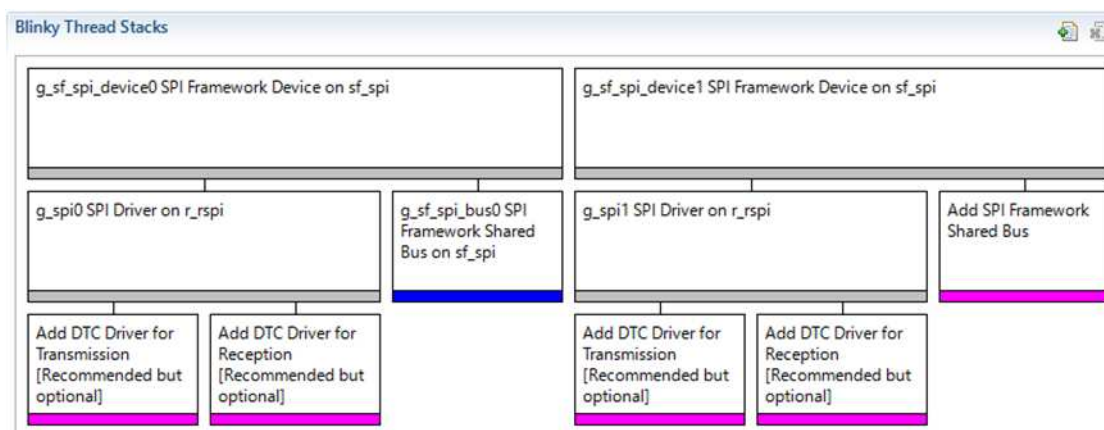 Blinky Thread Stacks
g_sf_spi_device0 SPI Framework Device on sf_spi
g_sf_spi_device1 SPI Framework Device on sf_spi
g_spi0 SPI Driver on r_rspi
g_sf_spi_bus0 SPI
Framework Shared
Bus on sf_spi
g_spi1 SPI Driver on r_rspi
Add SPI Framework
Shared Bus
Add DTC Driver for
Transmission
[Recommended but
optional]
Add DTC Driver for
Reception
[Recommended but
optional]
Add DTC Driver for
Transmission
[Recommended but
optional]
Add DTC Driver for
Reception
[Recommended but
optional]